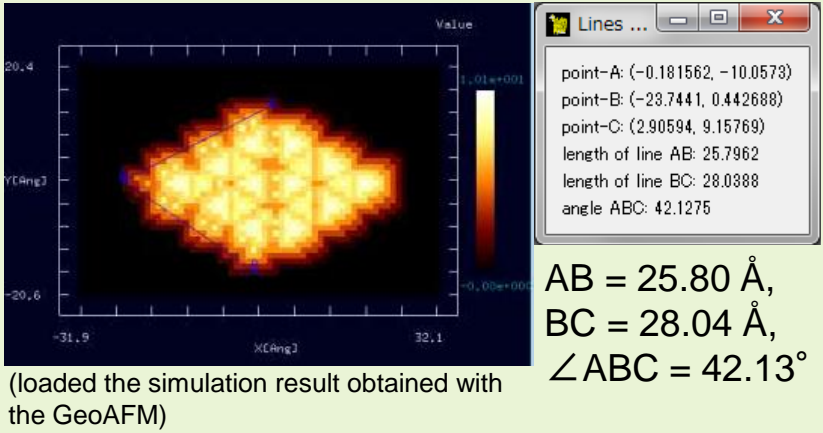 Value
20.4
1.01e+001
Y[Ang]
-20.6
-0.00e+000
-31.9
32.1
X[Ang]
Lines ...
point-A: (-0.181562, -10.0573)
point-B: (-23.7441, 0.442688)
point-C: (2.90594, 9.15769)
length of line AB: 25.7962
length of line BC: 28.0388
angle ABC: 42.1275
AB = 25.80 Å,
BC = 28.04 Å,
∠ABC = 42.13°
(loaded the simulation result obtained with
the GeoAFM)